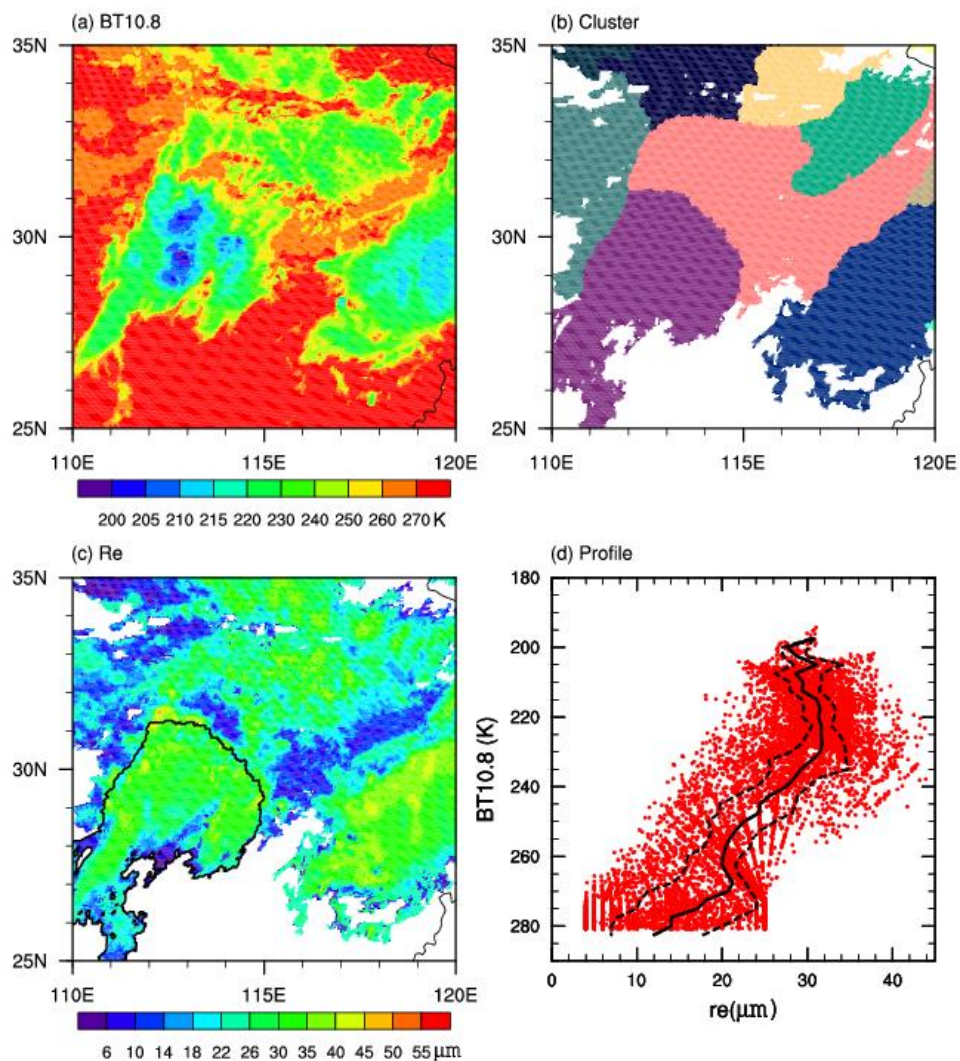 (a) BT10.8
(b) Cluster
35N
30N
25N
110E 115E 120E
35N
30N
25N
110E 115E 120E
200 205 210 215 220 230 240 250 260 270 K
(c) Re
(d) Profile
35N
30N
25N
110E 115E 120E
6 10 14 18 22 26 30 35 40 45 50 55 μm
BT10.8 (K)
180
200
220
240
260
280
0 10 20 30 40
re(μm)